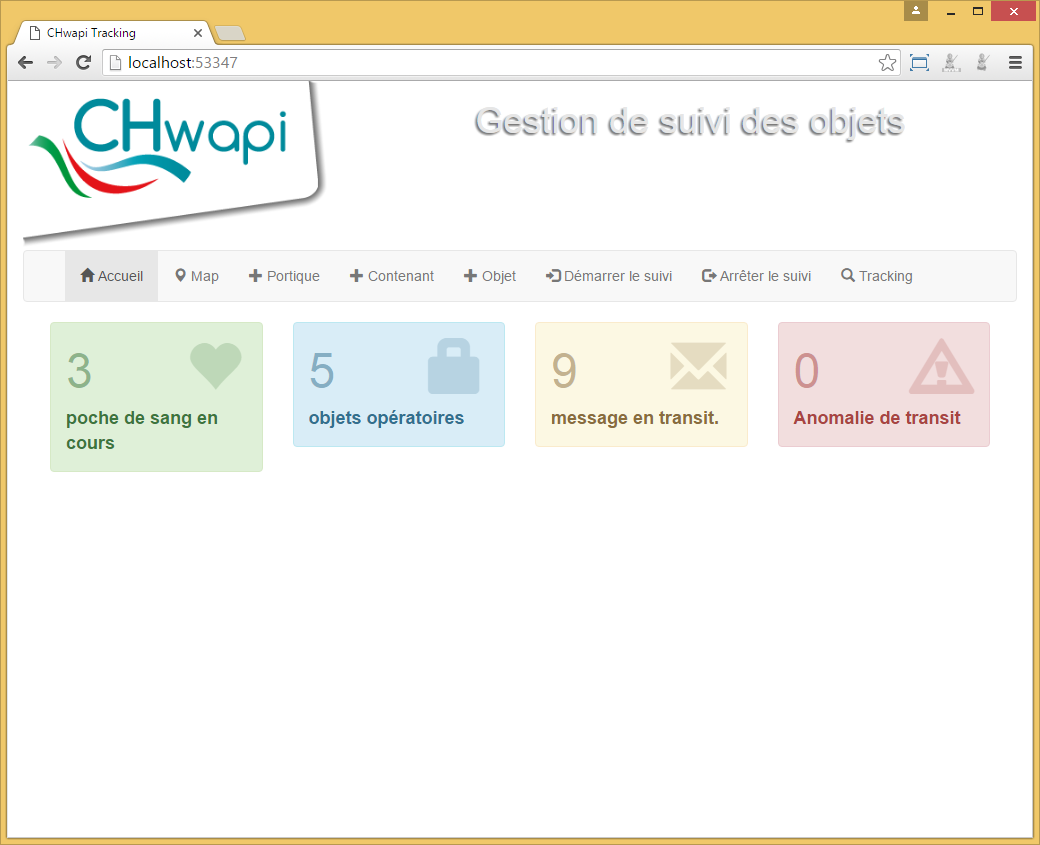 CHwapi Tracking
localhost:53347
CHwapi
Gestion de suivi des objets
Accueil Map Portique Contenant Objet Démarrer le suivi Arrêter le suivi Tracking
3
poche de sang en
cours
5
objets opératoires
9
message en transit.
0
Anomalie de transit